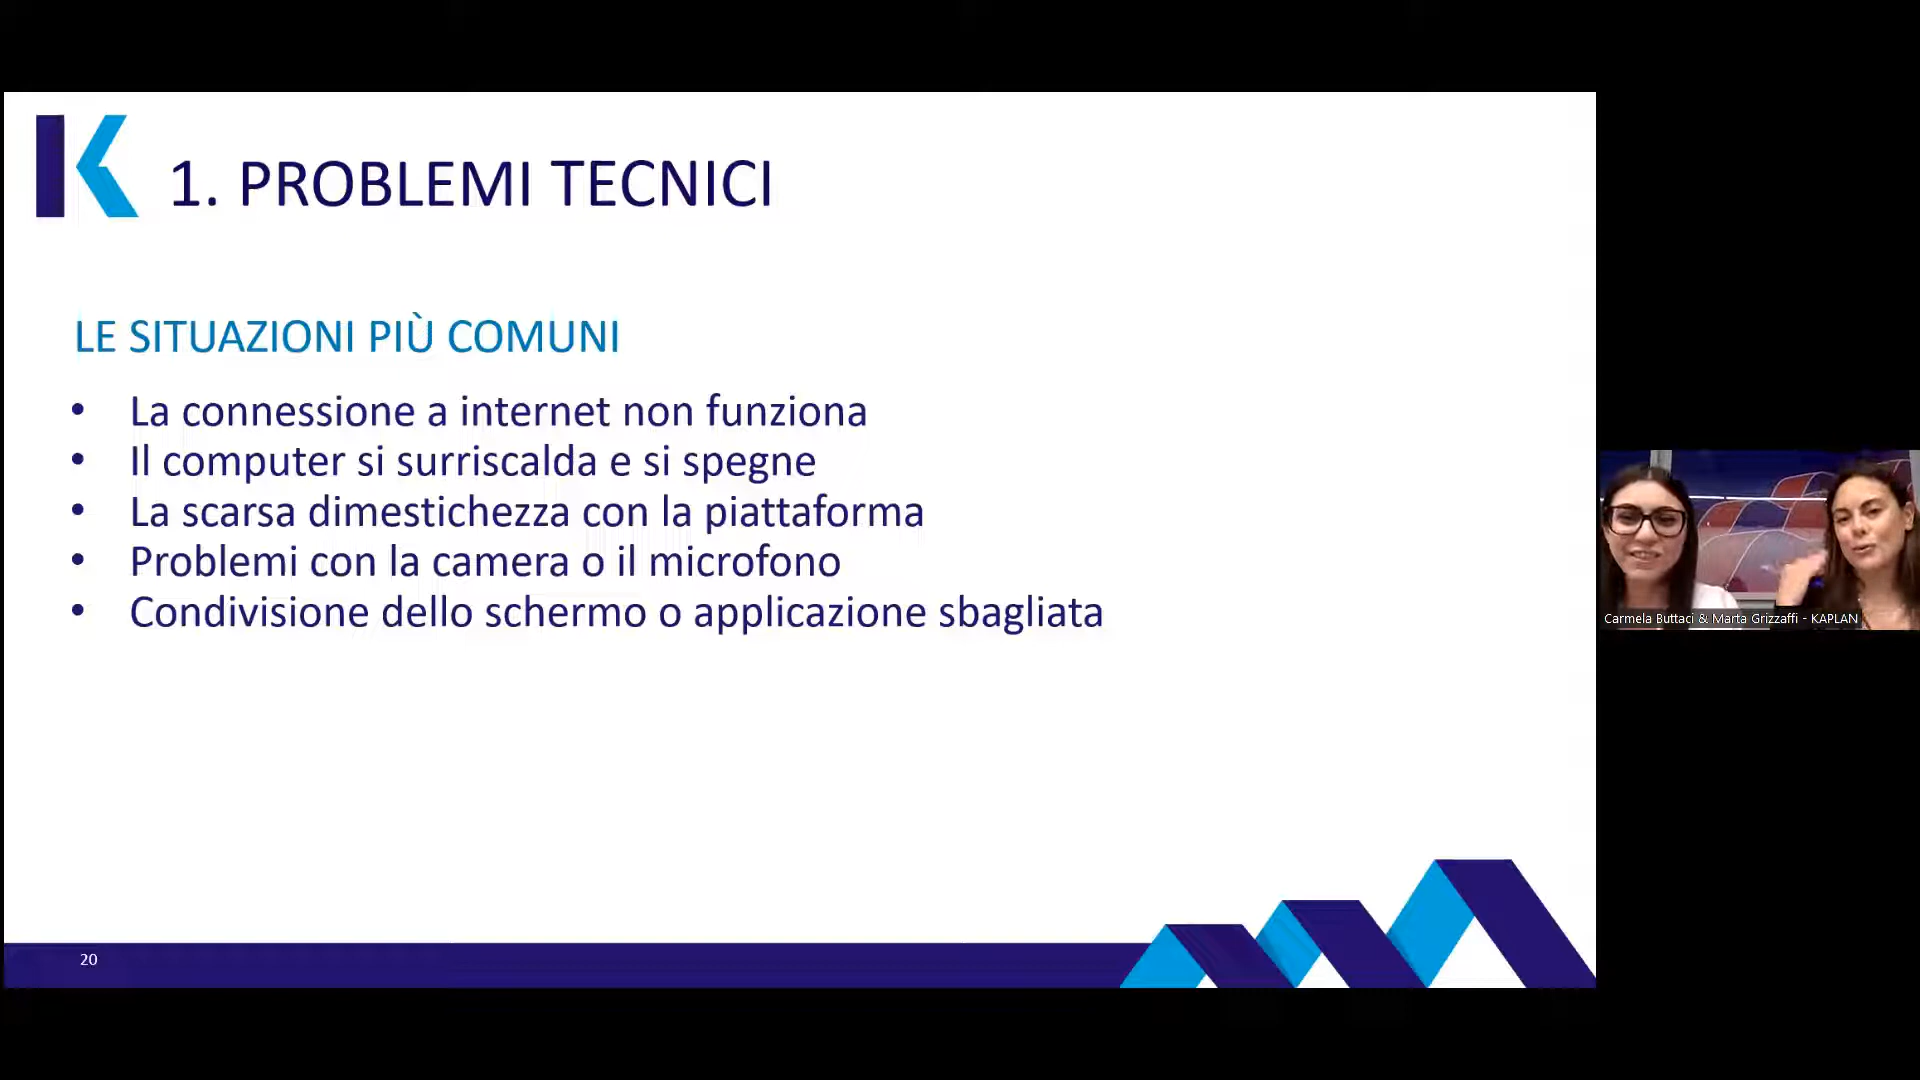 K
1. PROBLEMI TECNICI
LE SITUAZIONI PIÙ COMUNI
• La connessione a internet non funziona
• Il computer si surriscalda e si spegne
• La scarsa dimestichezza con la piattaforma
• Problemi con la camera o il microfono
• Condivisione dello schermo o applicazione sbagliata
Carmela Buttaci & Marta Grizzaffi - KAPLAN
20